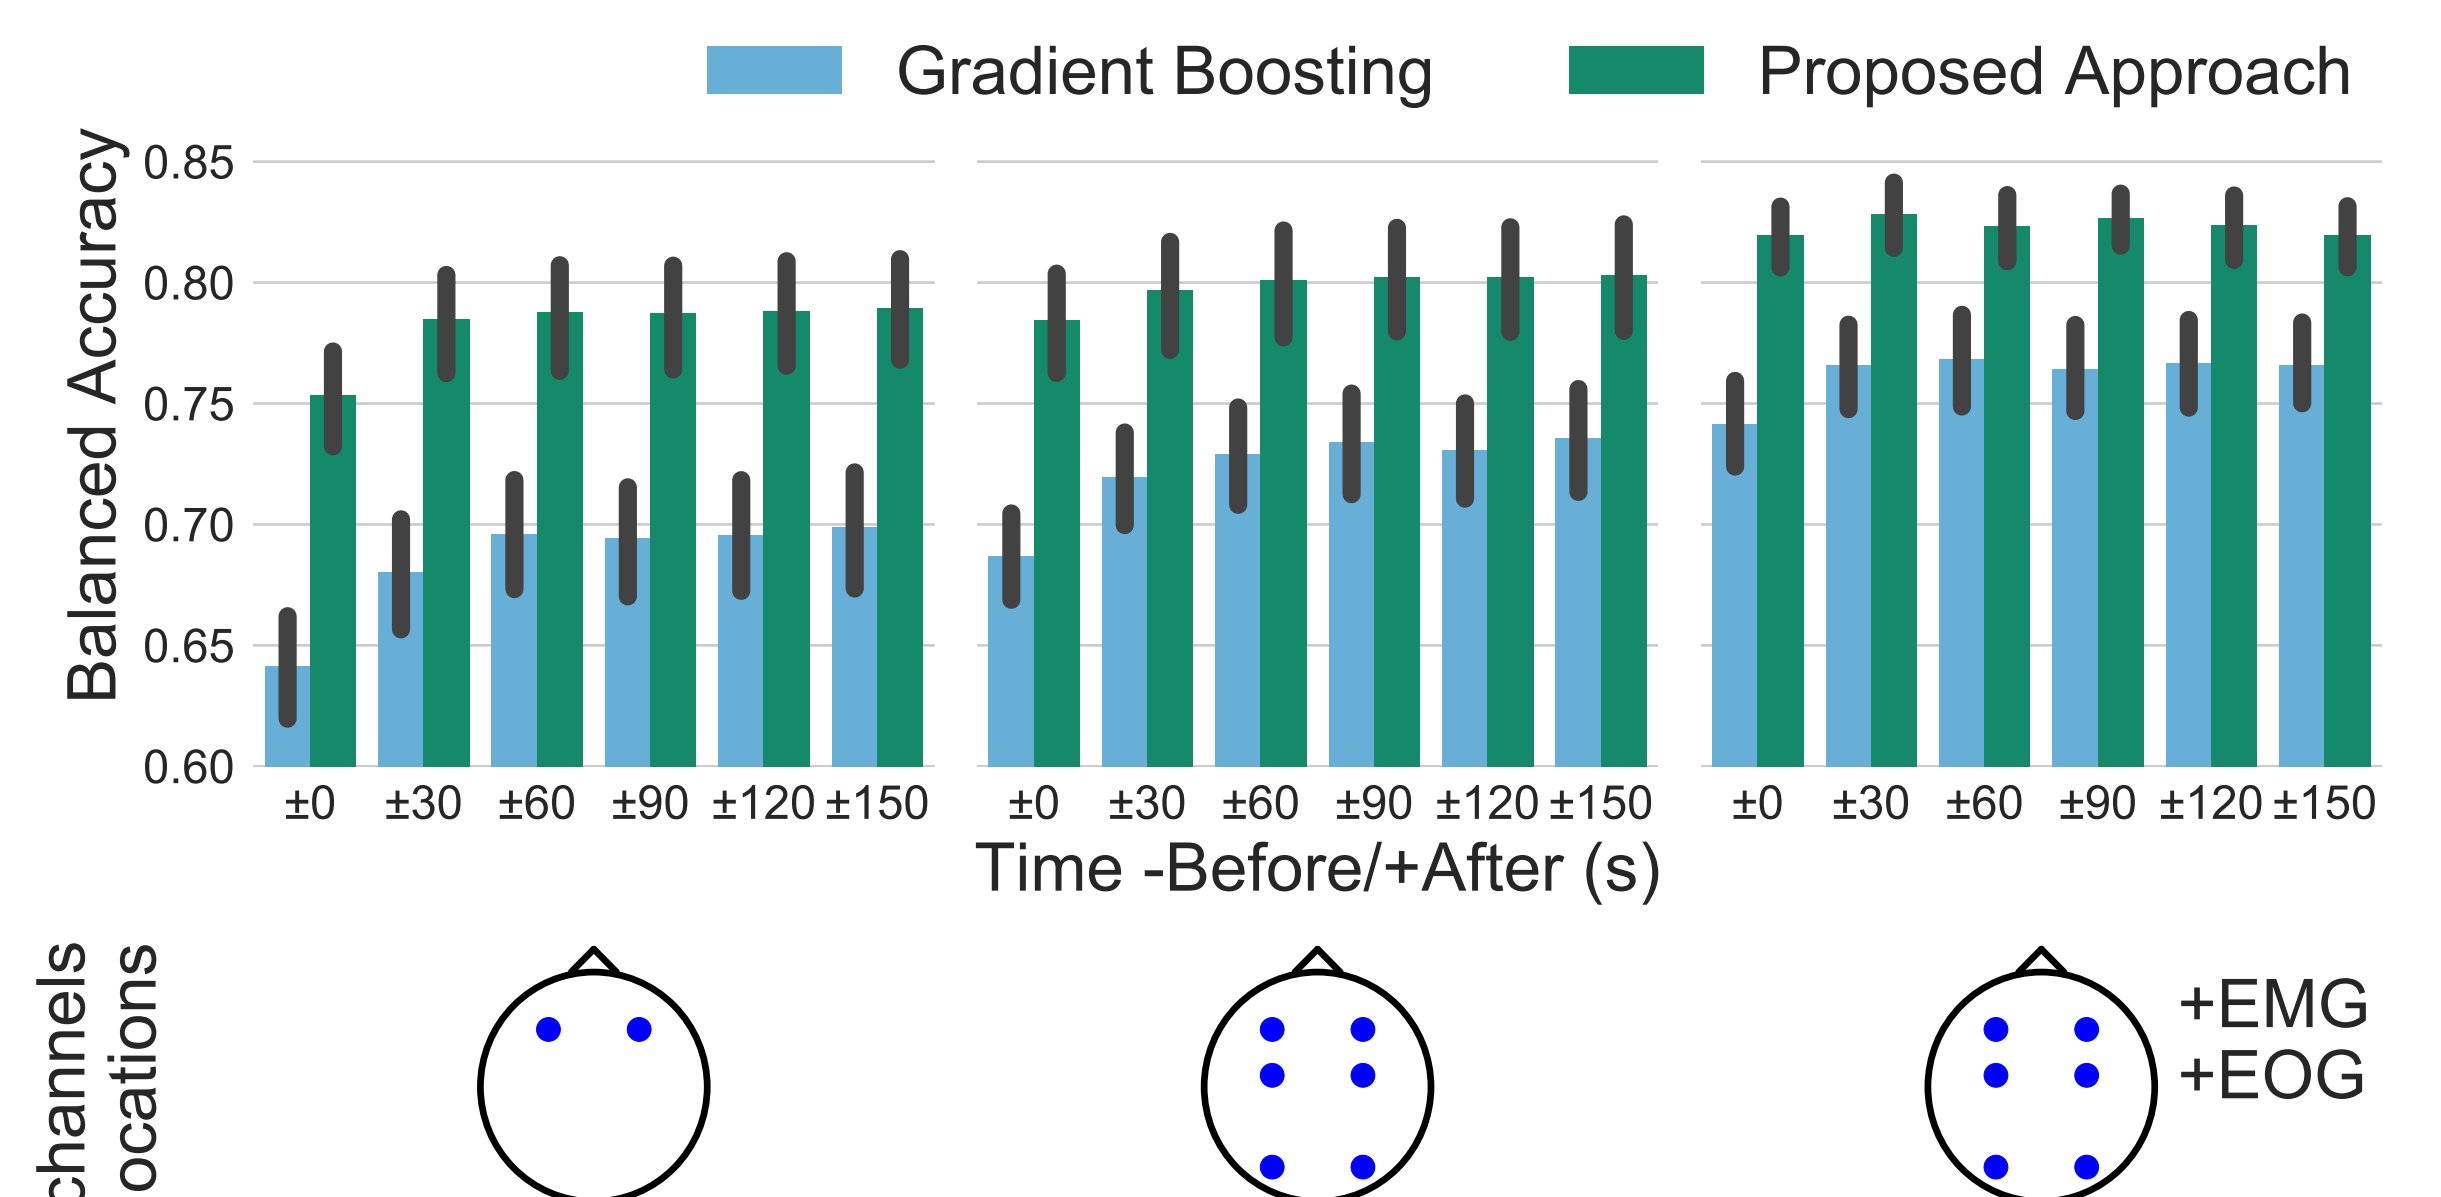 Gradient Boosting Proposed Approach
Balanced Accuracy
0.85
0.80
0.75
0.70
0.65
0.60
±0 ±30 ±60 ±90 ±120 ±150 ±0 ±30 ±60 ±90 ±120 ±150 ±0 ±30 ±60 ±90 ±120 ±150
Time -Before/+After (s)
channels
ocations
+EMG
+EOG